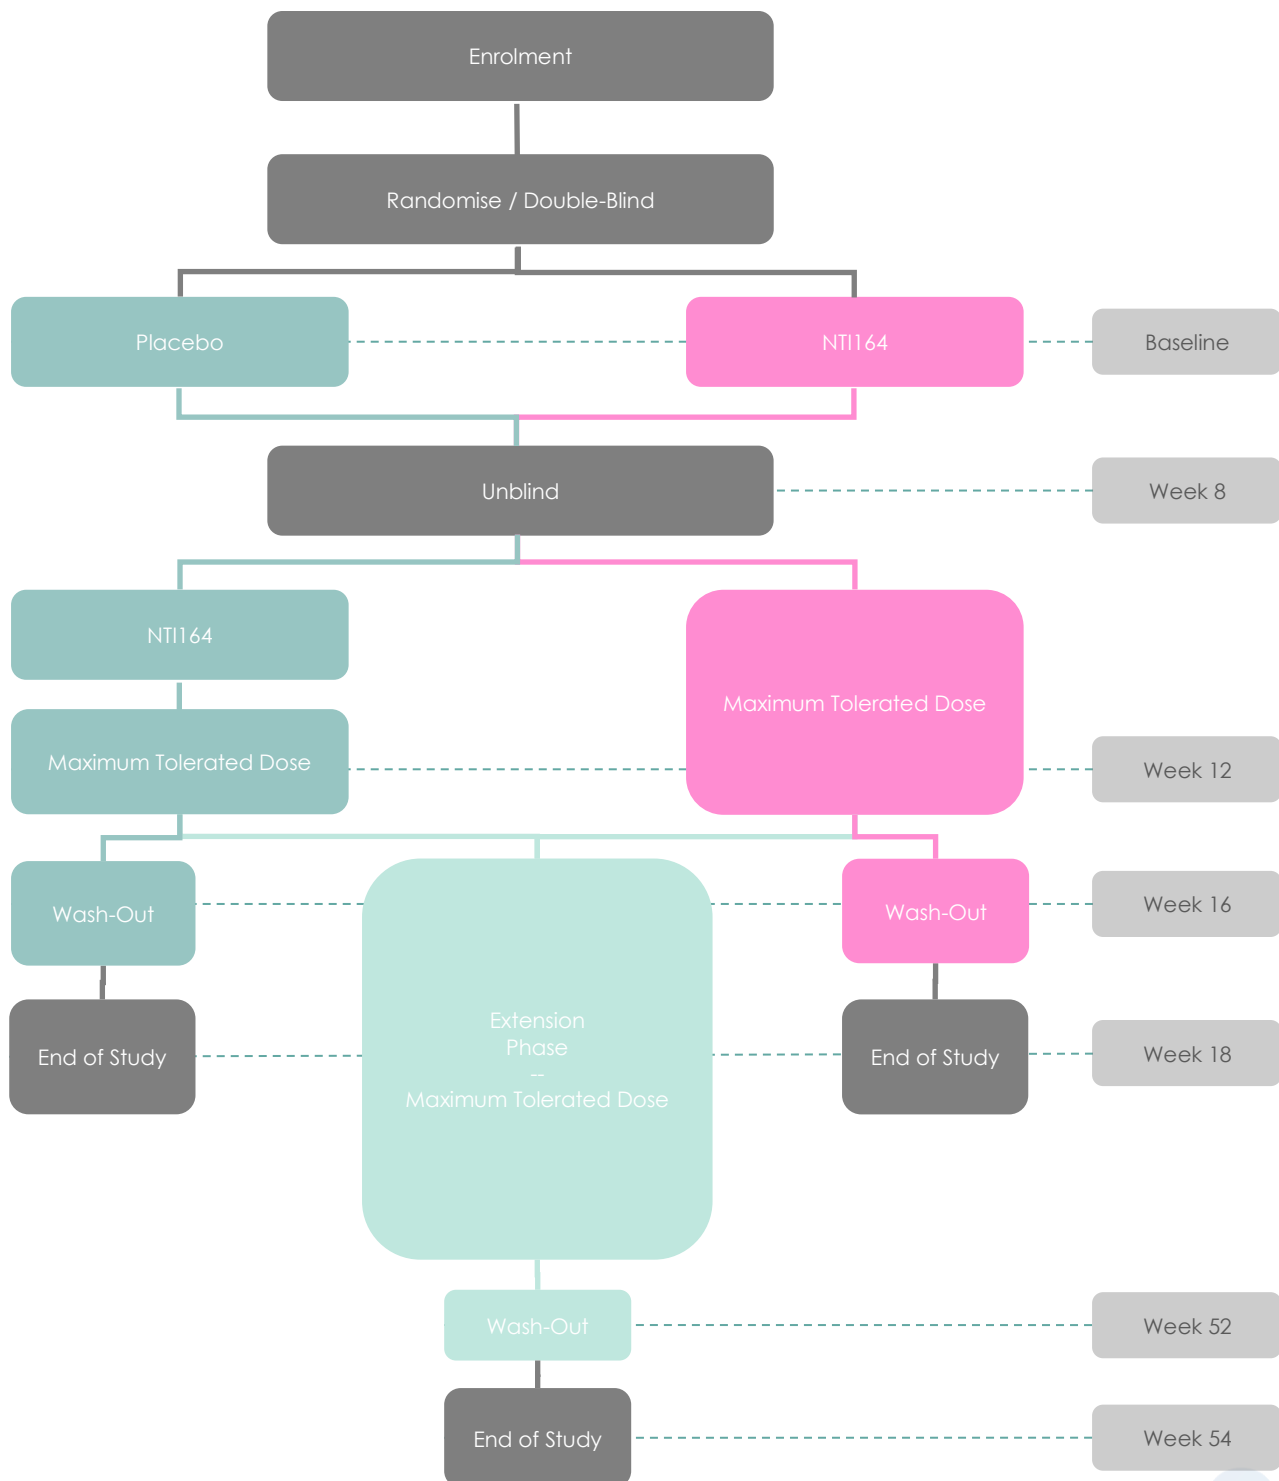 Enrolment
Randomise / Double-Blind
Placebo
NTI164
Baseline
Unblind
Week 8
NTI164
Maximum Tolerated Dose
Maximum Tolerated Dose
Week 12
Wash-Out
Wash-Out
Week 16
End of Study
Extension
Phase
--
Maximum Tolerated Dose
End of Study
Week 18
Wash-Out
Week 52
End of Study
Week 54